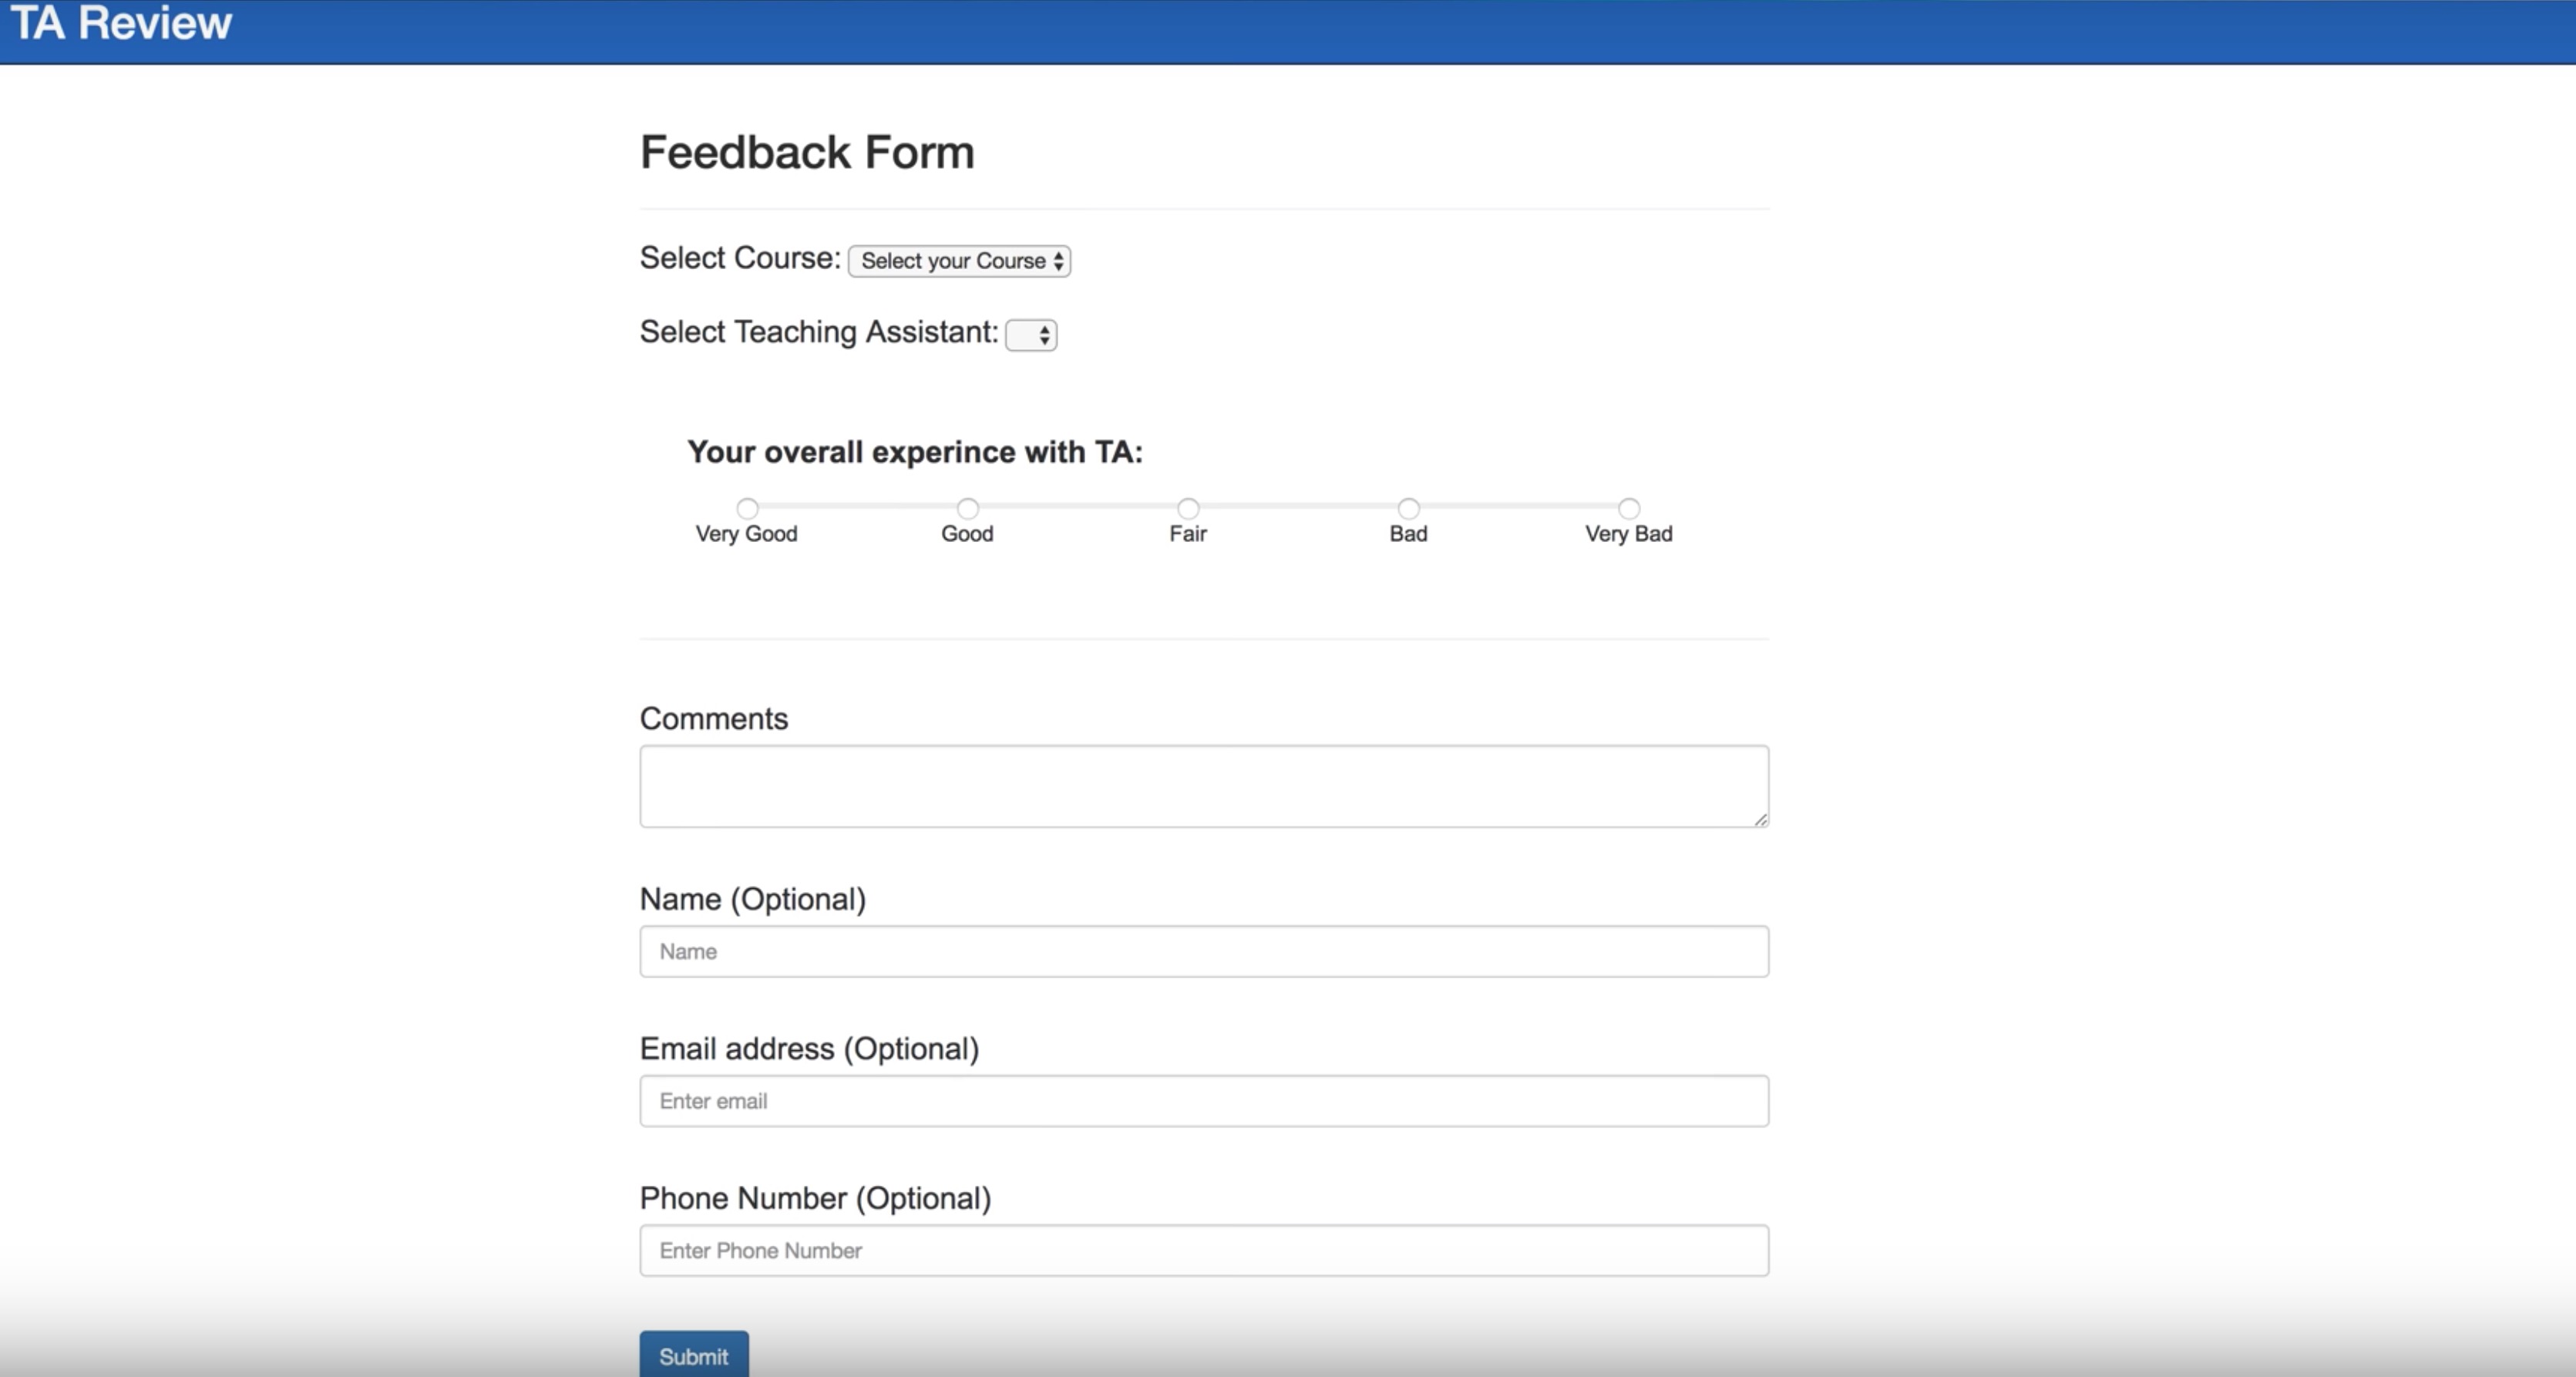 TA Review
Feedback Form
Select Course: Select your Course
Select Teaching Assistant:
Your overall experince with TA:
Very Good Good Fair Bad Very Bad
Comments
Name (Optional)
Name
Email address (Optional)
Enter email
Phone Number (Optional)
Enter Phone Number
Submit